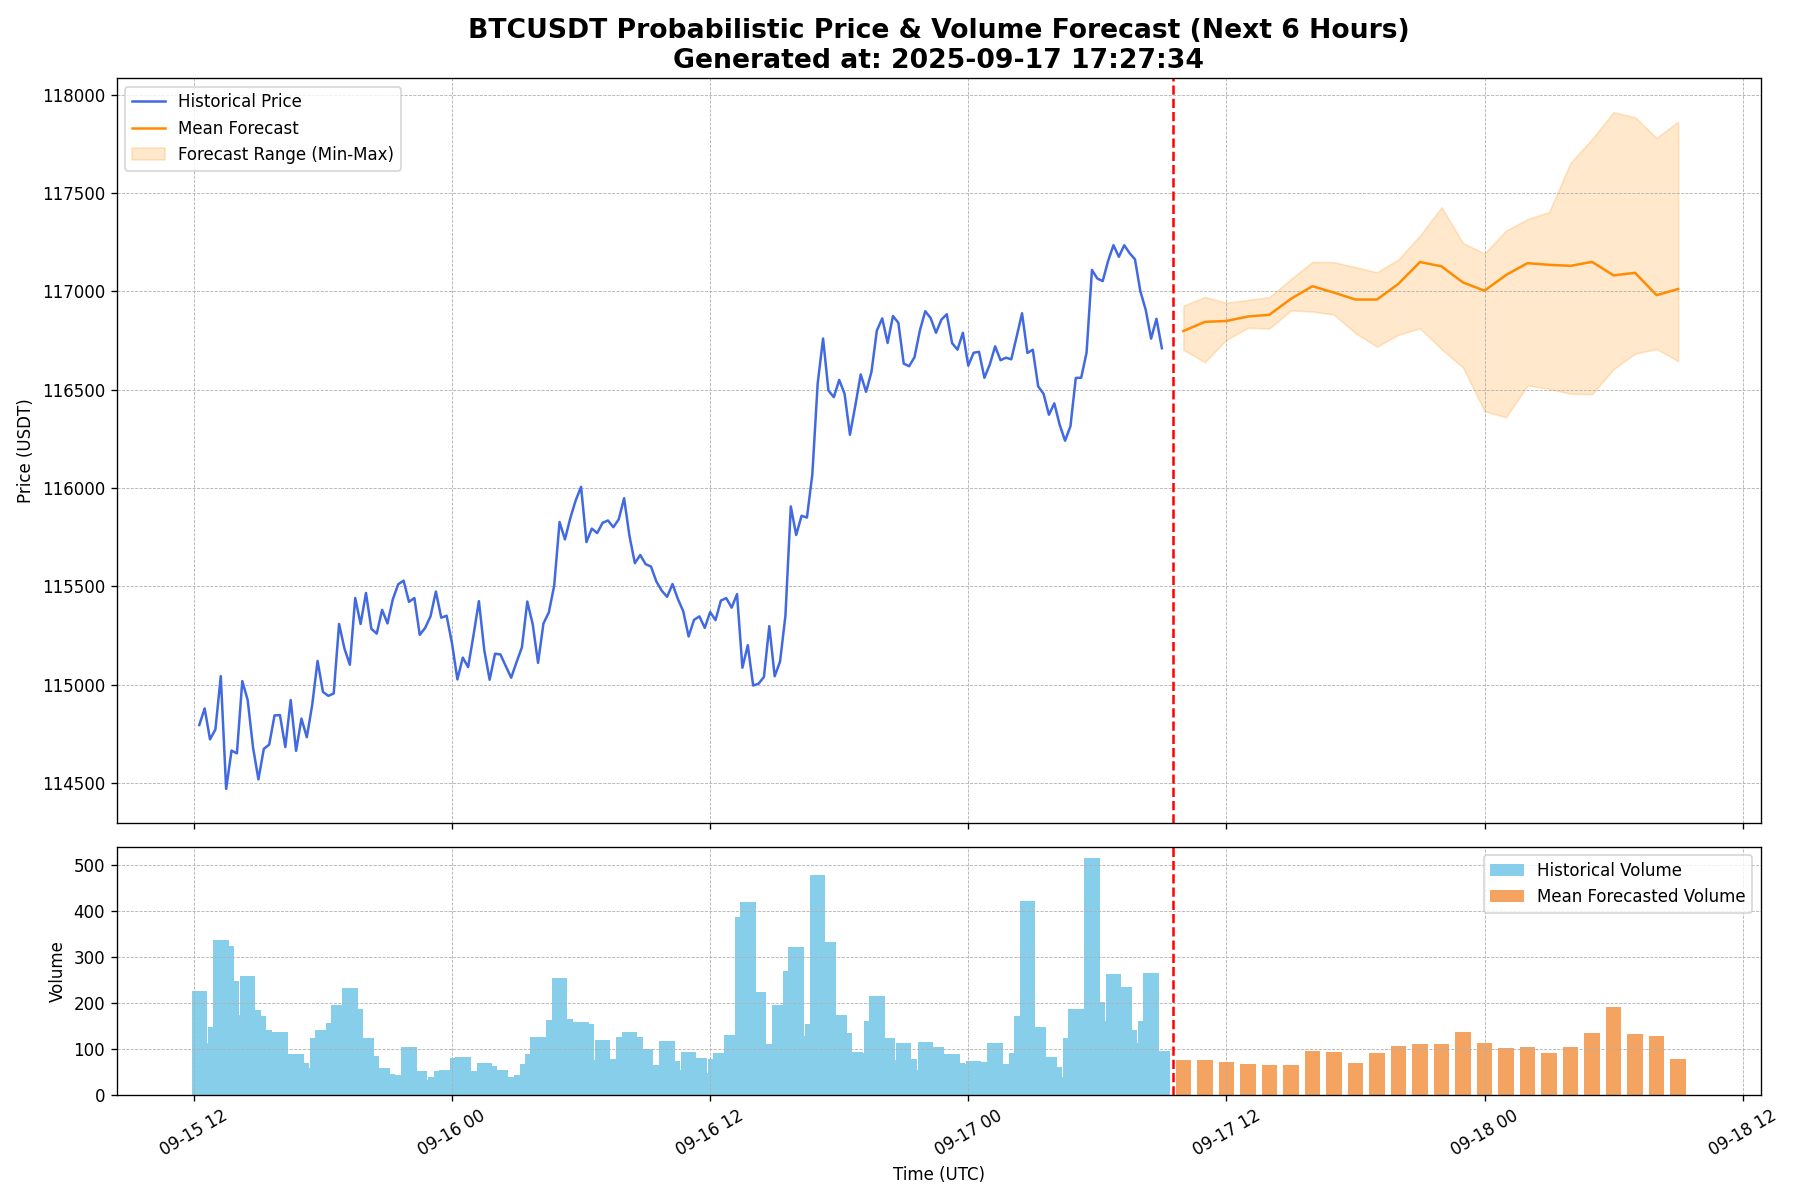 BTCUSDT Probabilistic Price & Volume Forecast (Next 6 Hours)
Generated at: 2025-09-17 17:27:34
Historical Price
Mean Forecast
Forecast Range (Min-Max)
118000
117500
117000
116500
116000
115500
115000
114500
Price (USDT)
Historical Volume
Mean Forecasted Volume
500
400
300
200
100
0
Volume
09-15 12
09-16 00
09-16 12
09-17 00
09-17 12
09-18 00
09-18 12
Time (UTC)